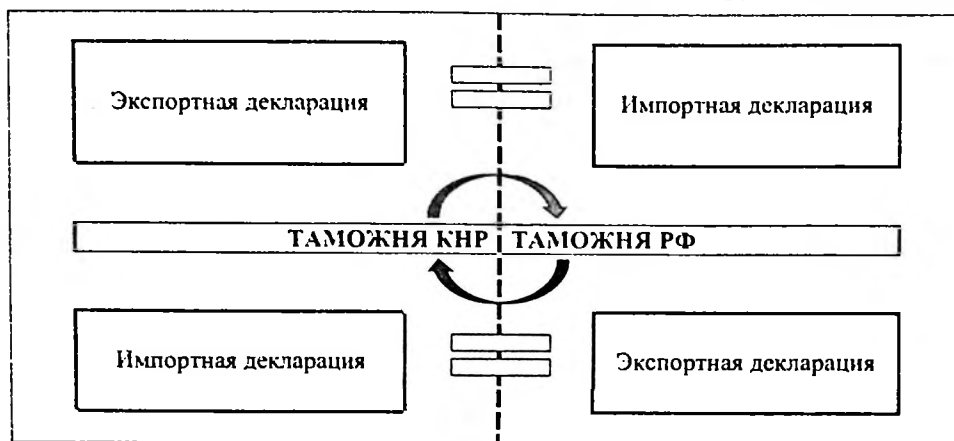 Экспортная декларация
Импортная декларация
ТАМОЖНЯ КНР ТАМОЖНЯ РФ
Импортная декларация
Экспортная декларация